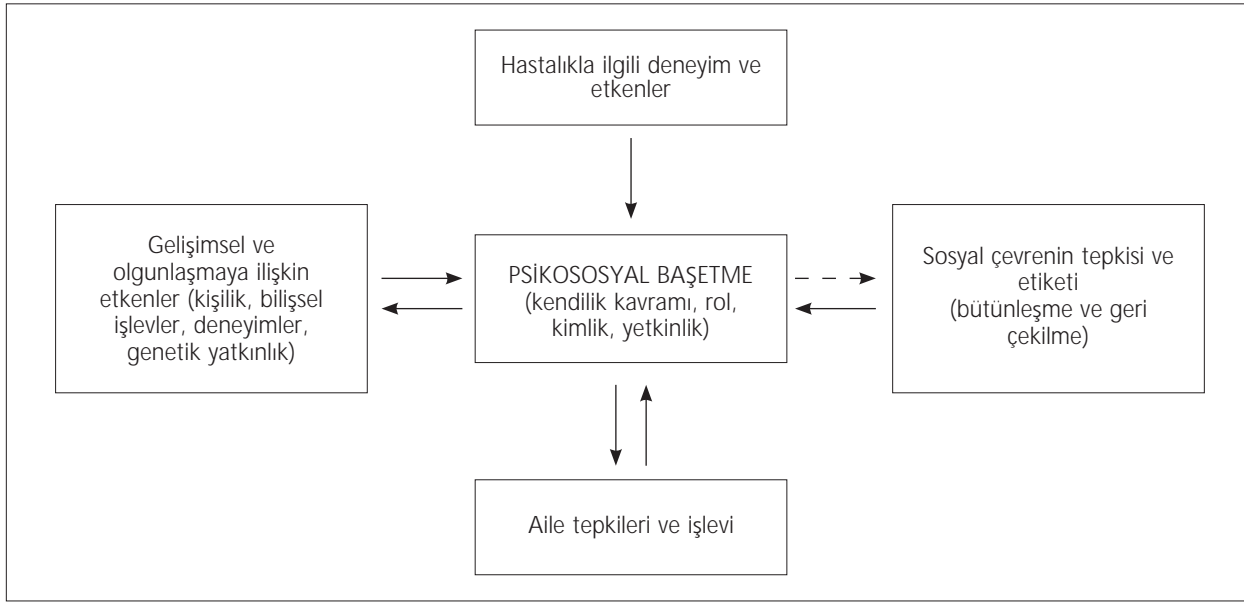 Hastalıkla ilgili deneyim ve
etkenler
Gelişimsel ve
olgunlaşmaya ilişkin
etkenler (kişilik, bilişsel
işlevler, deneyimler,
genetik yatkınlık)
PSİKOSOSYAL BAŞETME
(kendilik kavramı, rol,
kimlik, yetkinlik)
Sosyal çevrenin tepkisi ve
etiketi
(bütünleşme ve geri
çekilme)
Aile tepkileri ve işlevi